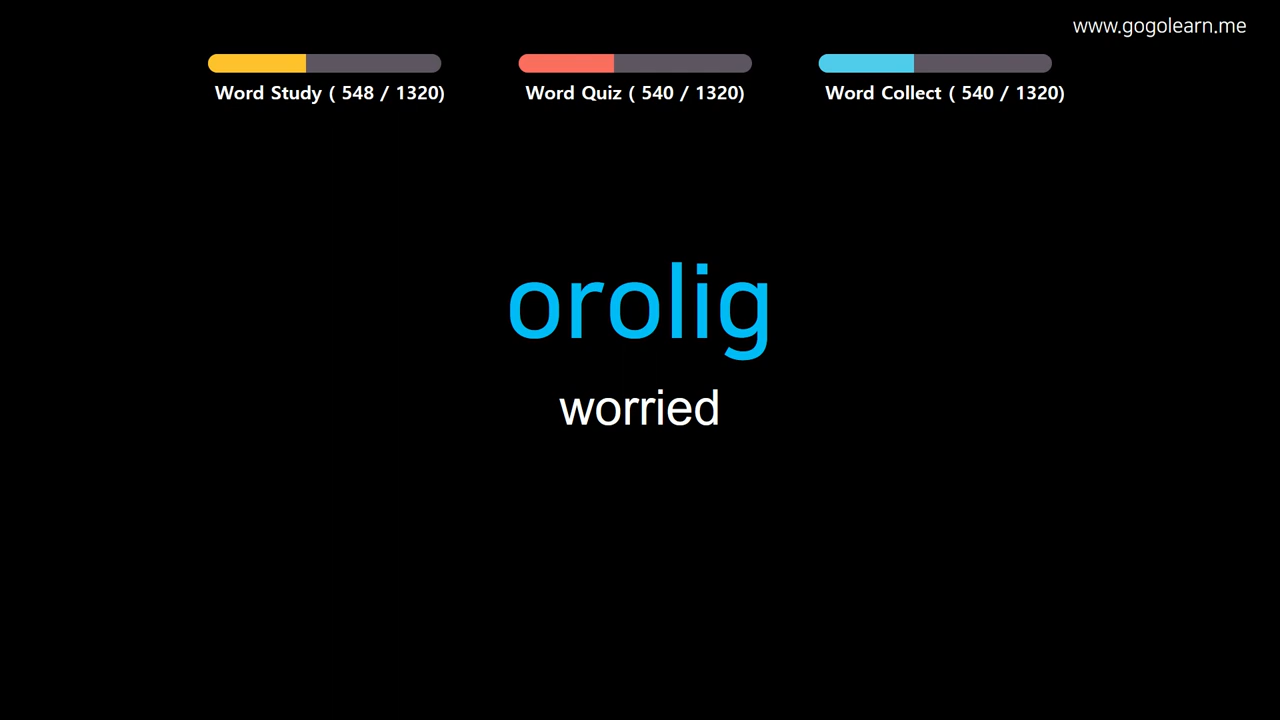 www.gogolearn.me
Word Study ( 548 / 1320)
Word Quiz ( 540 / 1320)
Word Collect ( 540 / 1320)
orolig
worried